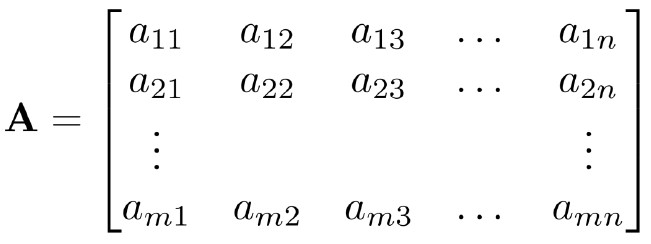 A = [ a₁₁ a₁₂ a₁₃ … a₁ₙ
a₂₁ a₂₂ a₂₃ … a₂ₙ
⋮ ⋮
aₘ₁ aₘ₂ aₘ₃ … aₘₙ ]